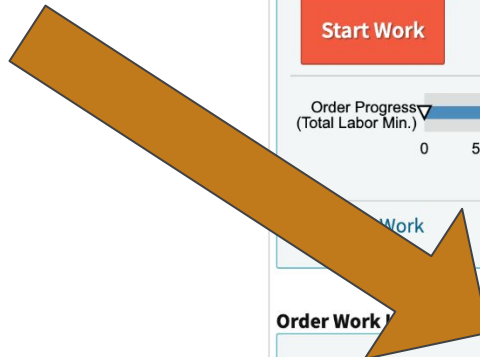 Start Work
Order Progress
(Total Labor Min.)
0 5
Work
Order Work